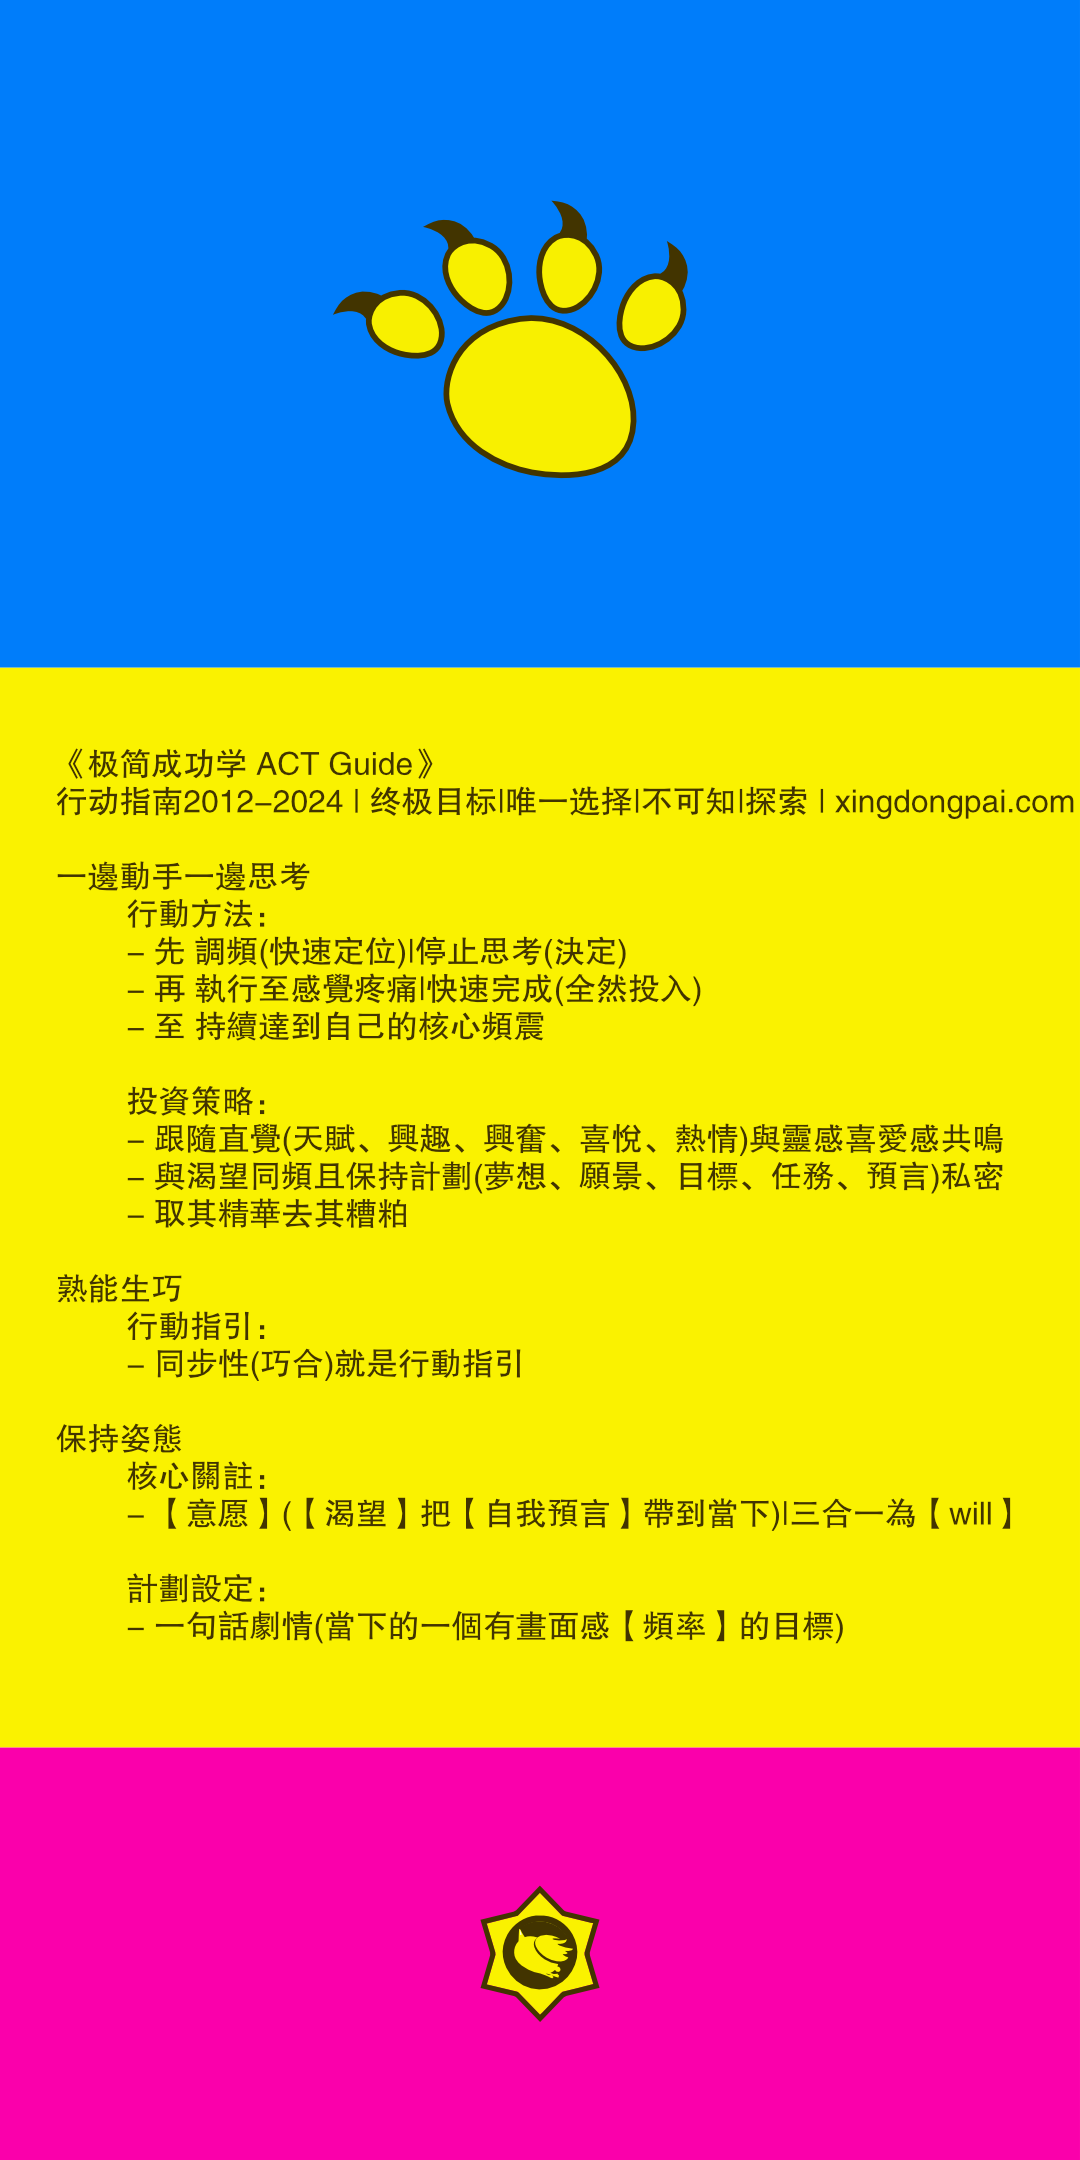 《极简成功学 ACT Guide》
行动指南2012–2024 | 终极目标|唯一选择|不可知|探索 | xingdongpai.com
一邊動手一邊思考
行動方法：
– 先 調頻(快速定位)|停止思考(決定)
– 再 執行至感覺疼痛|快速完成(全然投入)
– 至 持續達到自己的核心頻震
投資策略：
– 跟隨直覺(天賦、興趣、興奮、喜悅、熱情)與靈感喜愛感共鳴
– 與渴望同頻且保持計劃(夢想、願景、目標、任務、預言)私密
– 取其精華去其糟粕
熟能生巧
行動指引：
– 同步性(巧合)就是行動指引
保持姿態
核心關註：
– 【意愿】(【渴望】把【自我預言】帶到當下)|三合一為【will】
計劃設定：
– 一句話劇情(當下的一個有畫面感【頻率】的目標)